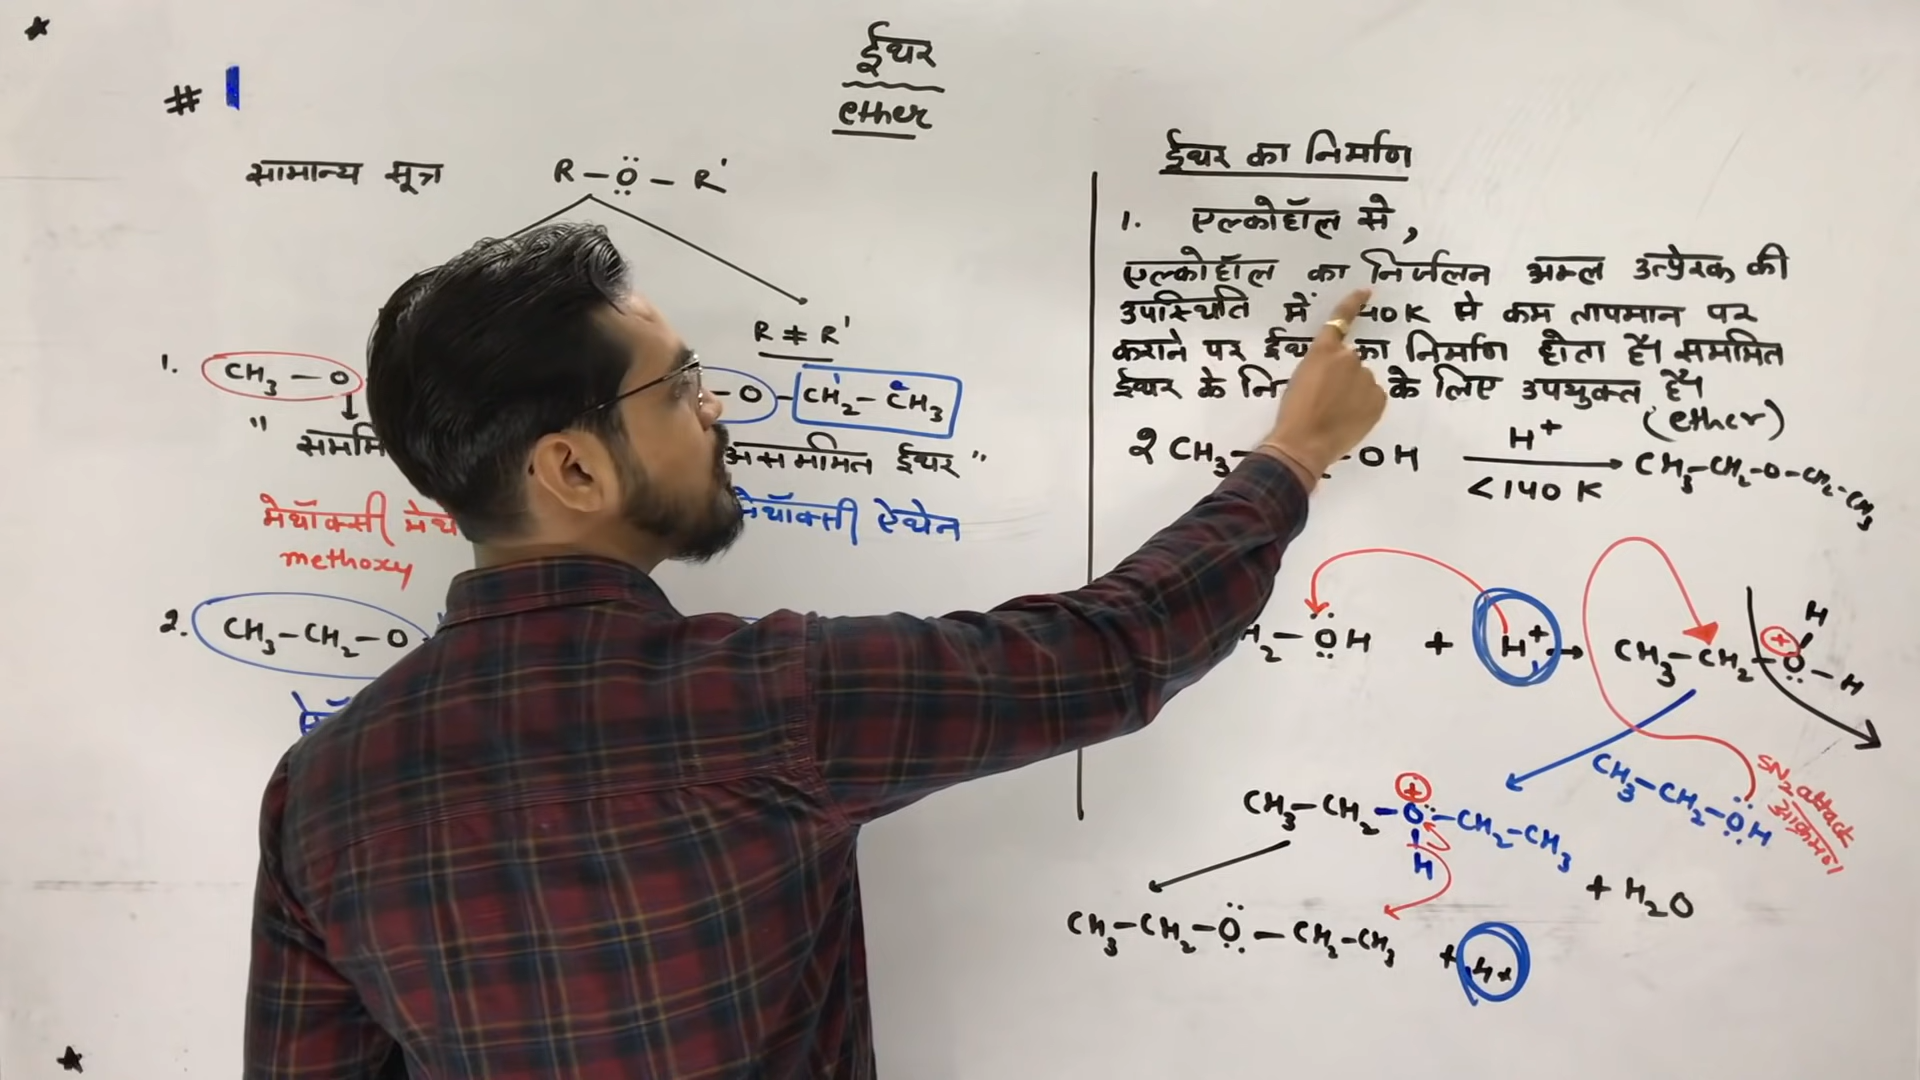 ईथर
ether
# 1
सामान्य सूत्र
R – Ö – R'
R ≠ R'
1. CH₃ – O
– O – CH₂ – CH₃
"
असममित ईथर"
मेथॉक्सी
methoxy
मेथॉक्सी ऐथेन
2. CH₃–CH₂–O
ईथर का निर्माण
1. एल्कोहॉल से,
एल्कोहॉल का निर्जलन अम्ल उत्प्रेरक की
उपस्थिति में 40K से कम तापमान पर
कराने पर ईथर का निर्माण होता है। सममित
ईथर के के लिए उपयुक्त है।
(ether)
2 CH₃– –OH H⁺ <140 K → CH₃–CH₂–O–CH₂–CH₃
H₂–ÖH + H⁺ → CH₃–CH₂–O⊕–H
H
CH₃–CH₂–ÖH
SN₂ attack
आक्रमण
CH₃–CH₂–O⊕–CH₂–CH₃
H
+ H₂O
CH₃–CH₂–Ö–CH₂–CH₃ + H+